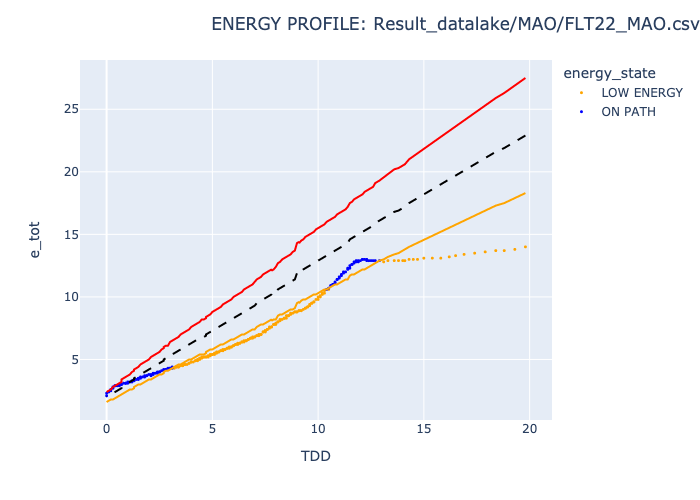 ENERGY PROFILE: Result_datalake/MAO/FLT22_MAO.csv
energy_state
LOW ENERGY
ON PATH
e_tot
25
20
15
10
5
0
5
10
15
20
TDD